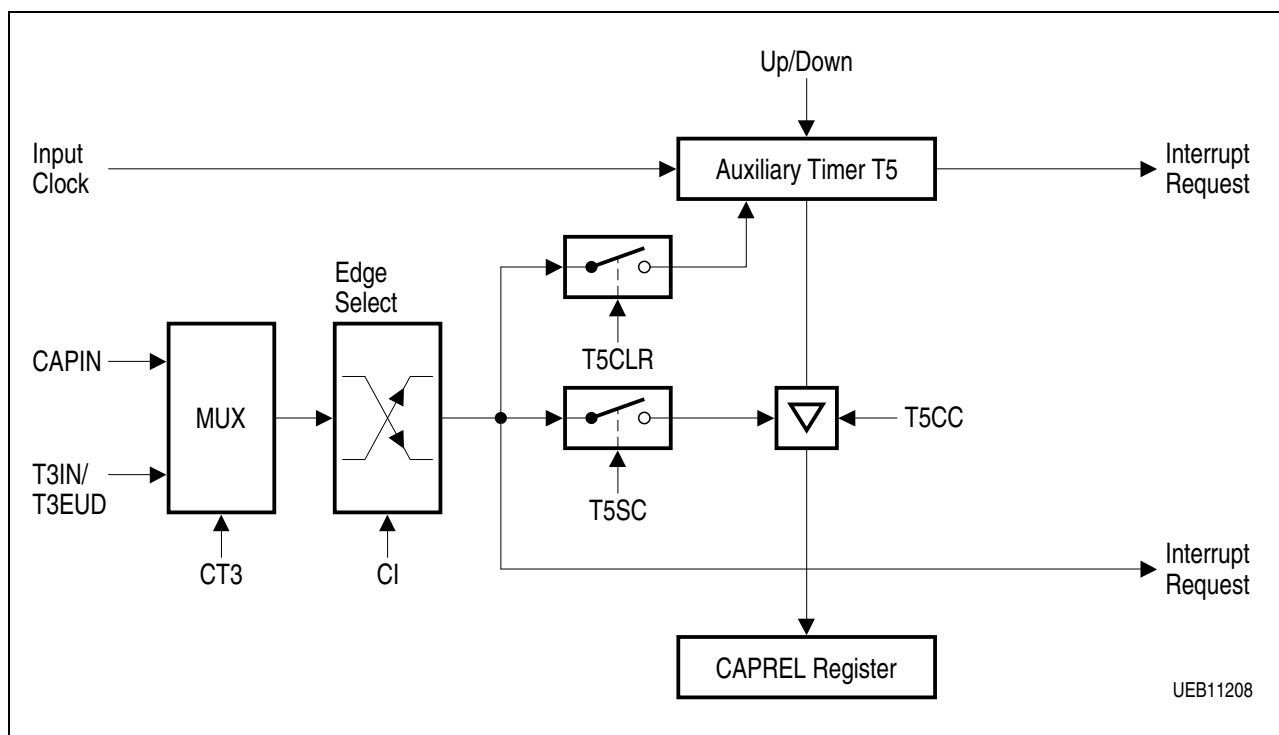 Up/Down
Input
Clock
Auxiliary Timer T5
Interrupt
Request
Edge
Select
T5CLR
CAPIN
MUX
T3IN/
T3EUD
T5CC
T5SC
CT3
CI
Interrupt
Request
CAPREL Register
UEB11208